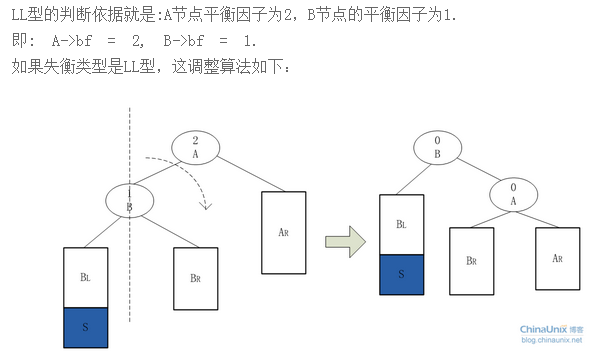 LL型的判断依据就是:A节点平衡因子为2，B节点的平衡因子为1.
即: A->bf = 2, B->bf = 1.
如果失衡类型是LL型，这调整算法如下：
2
A
0
B
1
B
0
A
BL
AR
BR
S
BL
BR
AR
S
ChinaUnix 博客
blog.chinaunix.net